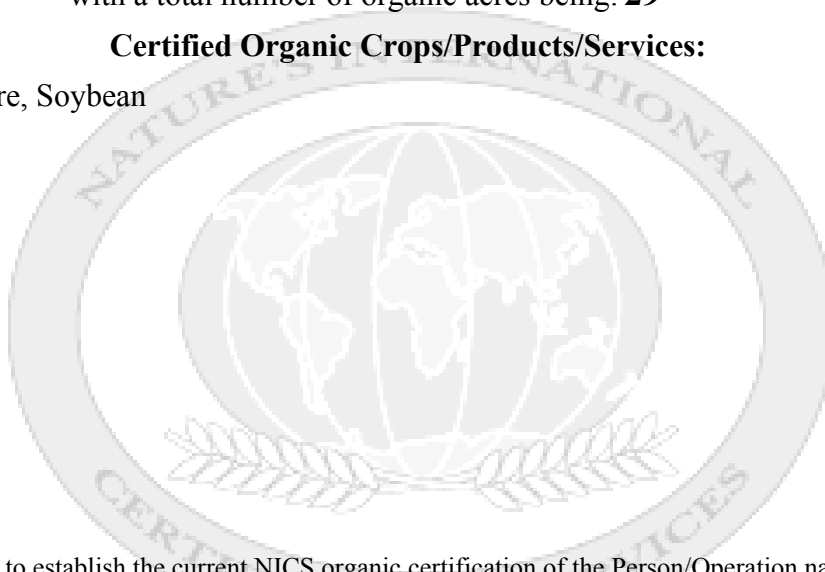 with a total number of organic acres being: 29
Certified Organic Crops/Products/Services:
re, Soybean
NATURE'S INTERNATIONAL
CERTIFICATION SERVICES
to establish the current NICS organic certification of the Person/Operation na